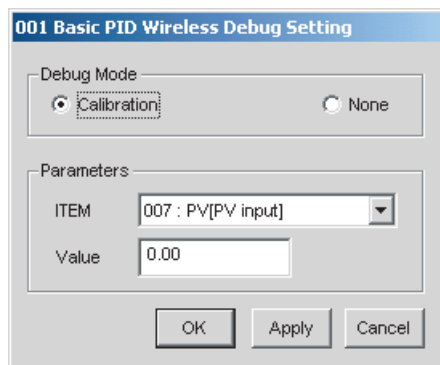 001 Basic PID Wireless Debug Setting
Debug Mode
Calibration None
Parameters
ITEM 007 : PV[PV input]
Value 0.00
OK Apply Cancel